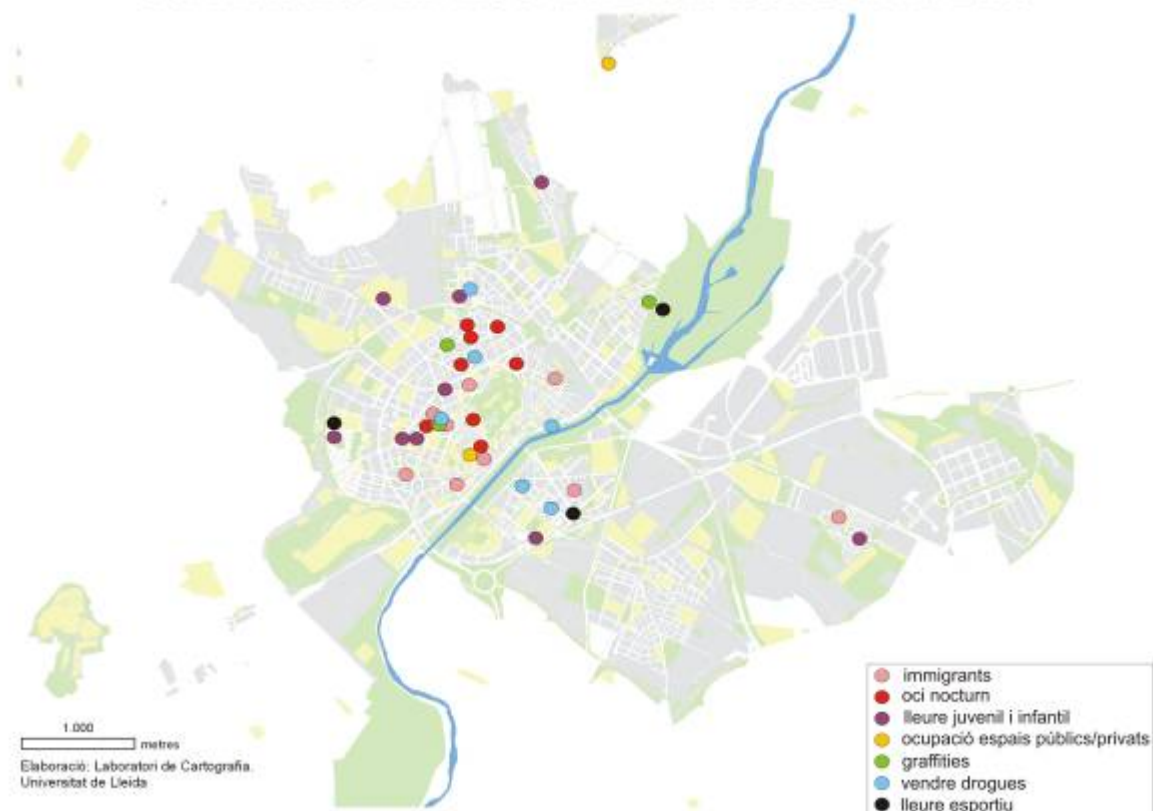 immigrants
oci nocturn
lleure juvenil i infantil
ocupació espais públics/privats
graffities
vendre drogues
lleure esportiu
1.000
metres
Elaboració: Laboratori de Cartografia.
Universitat de Lleida